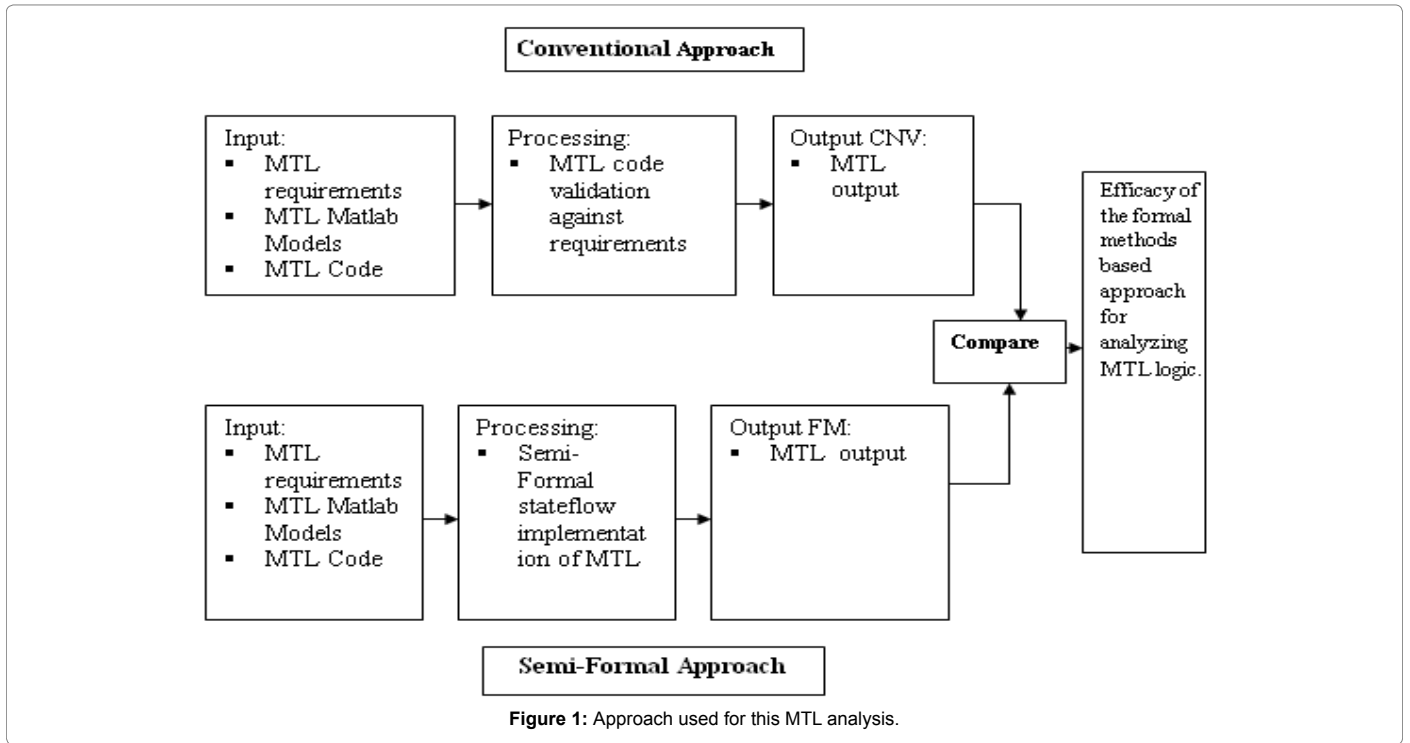 Conventional Approach
Input:
▪ MTL
requirements
▪ MTL Matlab
Models
▪ MTL Code
Processing:
▪ MTL code
validation
against
requirements
Output CNV:
▪ MTL
output
Efficacy of
the formal
methods
based
approach
for
analyzing
MTL logic.
Compare
Input:
▪ MTL
requirements
▪ MTL Matlab
Models
▪ MTL Code
Processing:
▪ Semi-
Formal
stateflow
implementat
ion of MTL
Output FM:
▪ MTL output
Semi-Formal Approach
Figure 1: Approach used for this MTL analysis.